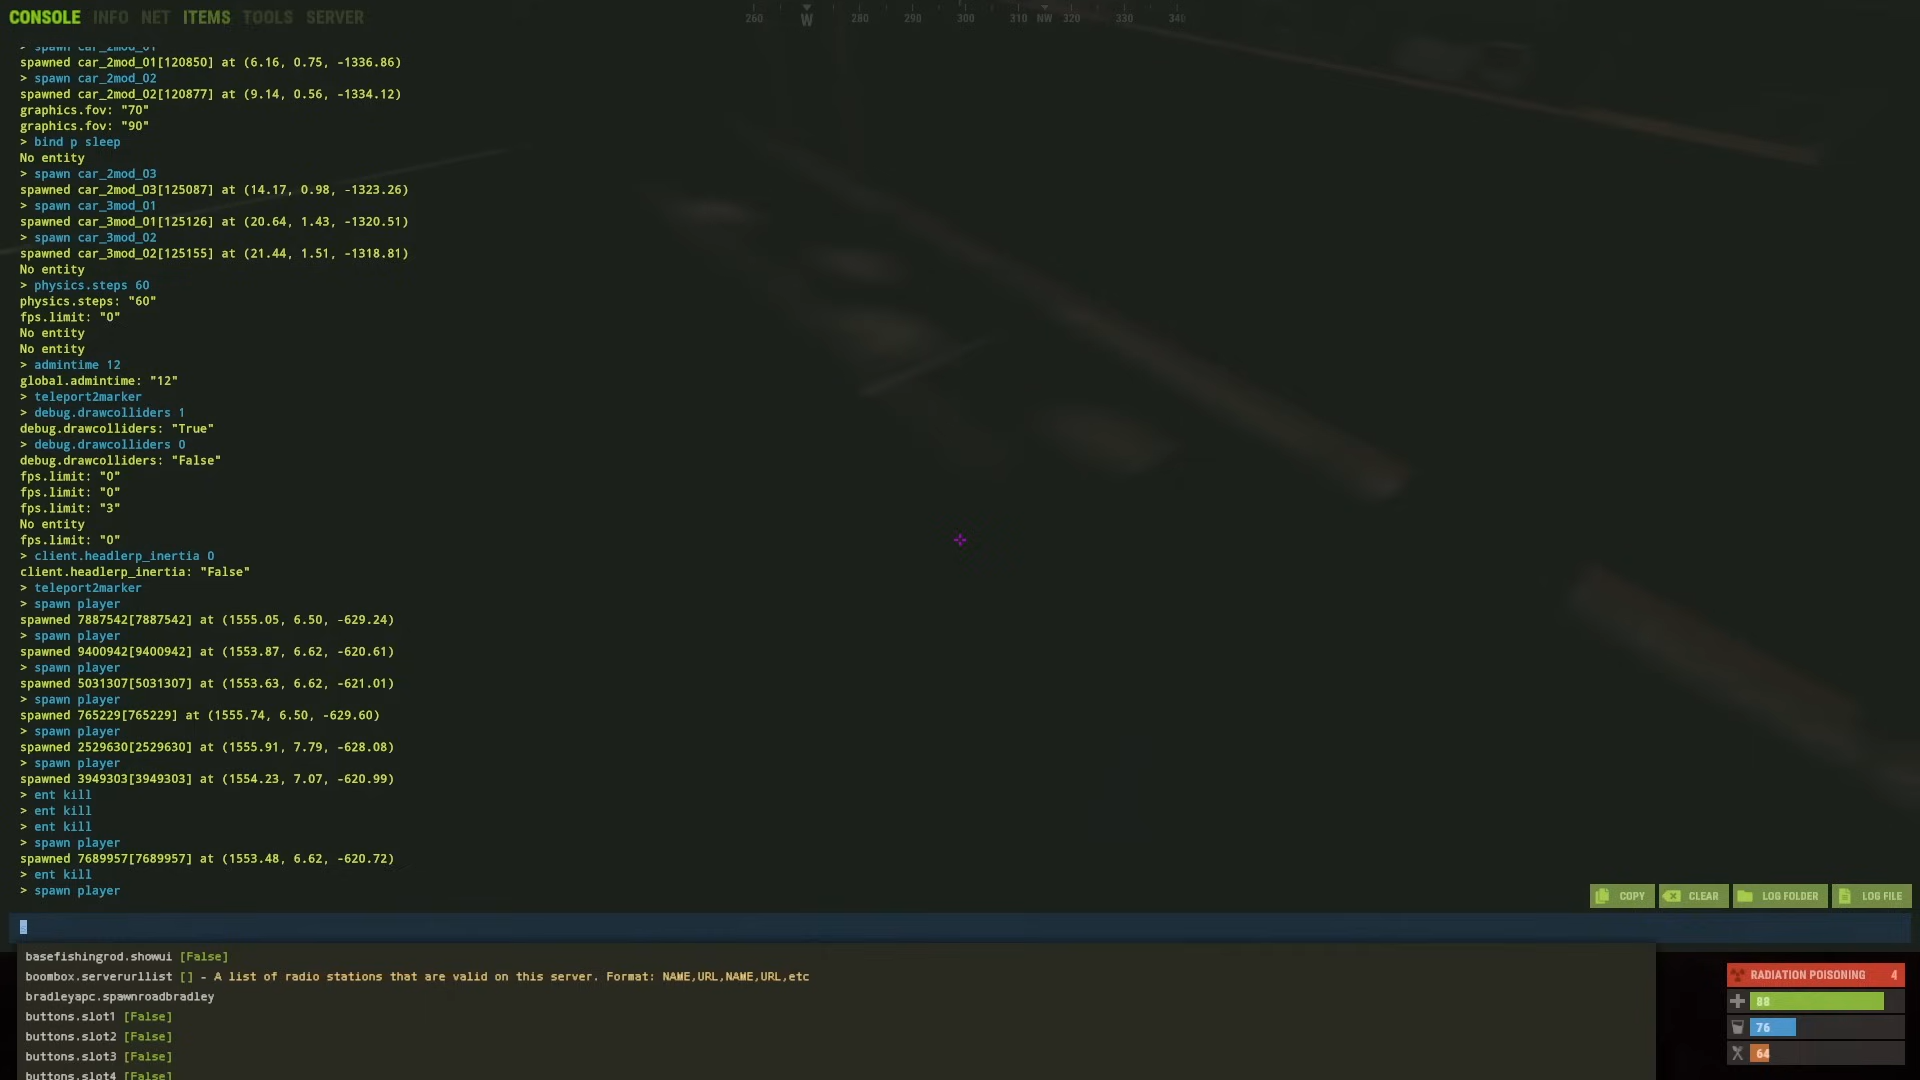 CONSOLE INFO NET ITEMS TOOLS SERVER
260 W 280 290 300 310 NW 320 330 340
> spawn car_2mod_01
spawned car_2mod_01[120850] at (6.16, 0.75, -1336.86)
> spawn car_2mod_02
spawned car_2mod_02[120877] at (9.14, 0.56, -1334.12)
graphics.fov: "70"
graphics.fov: "90"
> bind p sleep
No entity
> spawn car_2mod_03
spawned car_2mod_03[125087] at (14.17, 0.98, -1323.26)
> spawn car_3mod_01
spawned car_3mod_01[125126] at (20.64, 1.43, -1320.51)
> spawn car_3mod_02
spawned car_3mod_02[125155] at (21.44, 1.51, -1318.81)
No entity
> physics.steps 60
physics.steps: "60"
fps.limit: "0"
No entity
No entity
> admintime 12
global.admintime: "12"
> teleport2marker
> debug.drawcolliders 1
debug.drawcolliders: "True"
> debug.drawcolliders 0
debug.drawcolliders: "False"
fps.limit: "0"
fps.limit: "0"
fps.limit: "3"
No entity
fps.limit: "0"
> client.headlerp_inertia 0
client.headlerp_inertia: "False"
> teleport2marker
> spawn player
spawned 7887542[7887542] at (1555.05, 6.50, -629.24)
> spawn player
spawned 9400942[9400942] at (1553.87, 6.62, -620.61)
> spawn player
spawned 5031307[5031307] at (1553.63, 6.62, -621.01)
> spawn player
spawned 765229[765229] at (1555.74, 6.50, -629.60)
> spawn player
spawned 2529630[2529630] at (1555.91, 7.79, -628.08)
> spawn player
spawned 3949303[3949303] at (1554.23, 7.07, -620.99)
> ent kill
> ent kill
> ent kill
> spawn player
spawned 7689957[7689957] at (1553.48, 6.62, -620.72)
> ent kill
> spawn player
COPY CLEAR LOG FOLDER LOG FILE
basefishingrod.showui [False]
boombox.serverurllist [] - A list of radio stations that are valid on this server. Format: NAME,URL,NAME,URL,etc
bradleyapc.spawnroadbradley
buttons.slot1 [False]
buttons.slot2 [False]
buttons.slot3 [False]
buttons.slot4 [False]
RADIATION POISONING 4
88
76
64